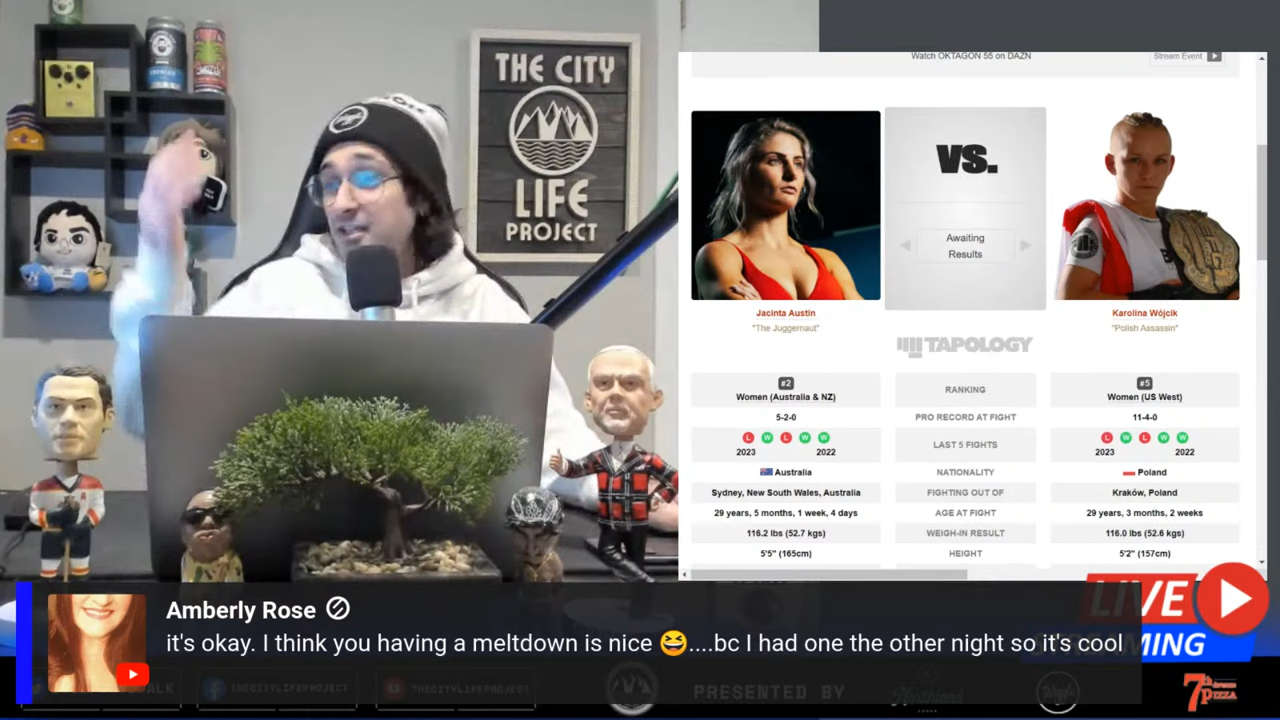 THE CITY
LIFE
PROJECT
Watch OKTAGON 55 on DAZN
Stream Event
VS.
Awaiting
Results
Jacinta Austin
"The Juggernaut"
Karolina Wójcik
"Polish Assassin"
TAPOLOGY
#2
Women (Australia & NZ)
RANKING
#5
Women (US West)
5-2-0
PRO RECORD AT FIGHT
11-4-0
L W L W W
2023 2022
LAST 5 FIGHTS
L W L W W
2023 2022
Australia
NATIONALITY
Poland
Sydney, New South Wales, Australia
FIGHTING OUT OF
Kraków, Poland
29 years, 5 months, 1 week, 4 days
AGE AT FIGHT
29 years, 3 months, 2 weeks
116.2 lbs (52.7 kgs)
WEIGH-IN RESULT
116.0 lbs (52.6 kgs)
5'5" (165cm)
HEIGHT
5'2" (157cm)
LIVE
STREAMING
Amberly Rose
it's okay. I think you having a meltdown is nice 😆....bc I had one the other night so it's cool
THECITYLIFEPROJECT
THECITYLIFEPROJECT
PRESENTED BY
PIZZA